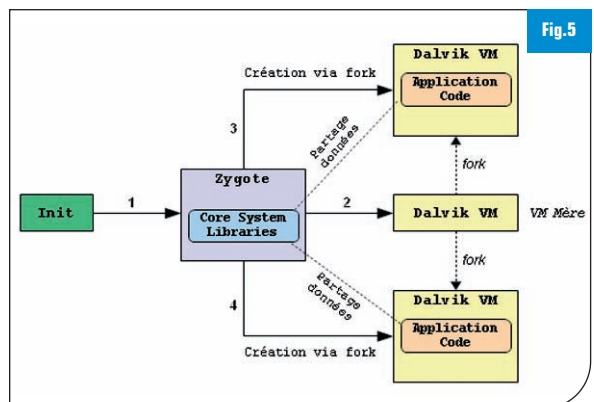 Fig.5
Dalvik VM
Application
Code
Création via fork
3
Partage
données
fork
Zygote
Init
1
Core System
Libraries
2
Dalvik VM
VM Mère
fork
Partage
données
4
Dalvik VM
Application
Code
Création via fork